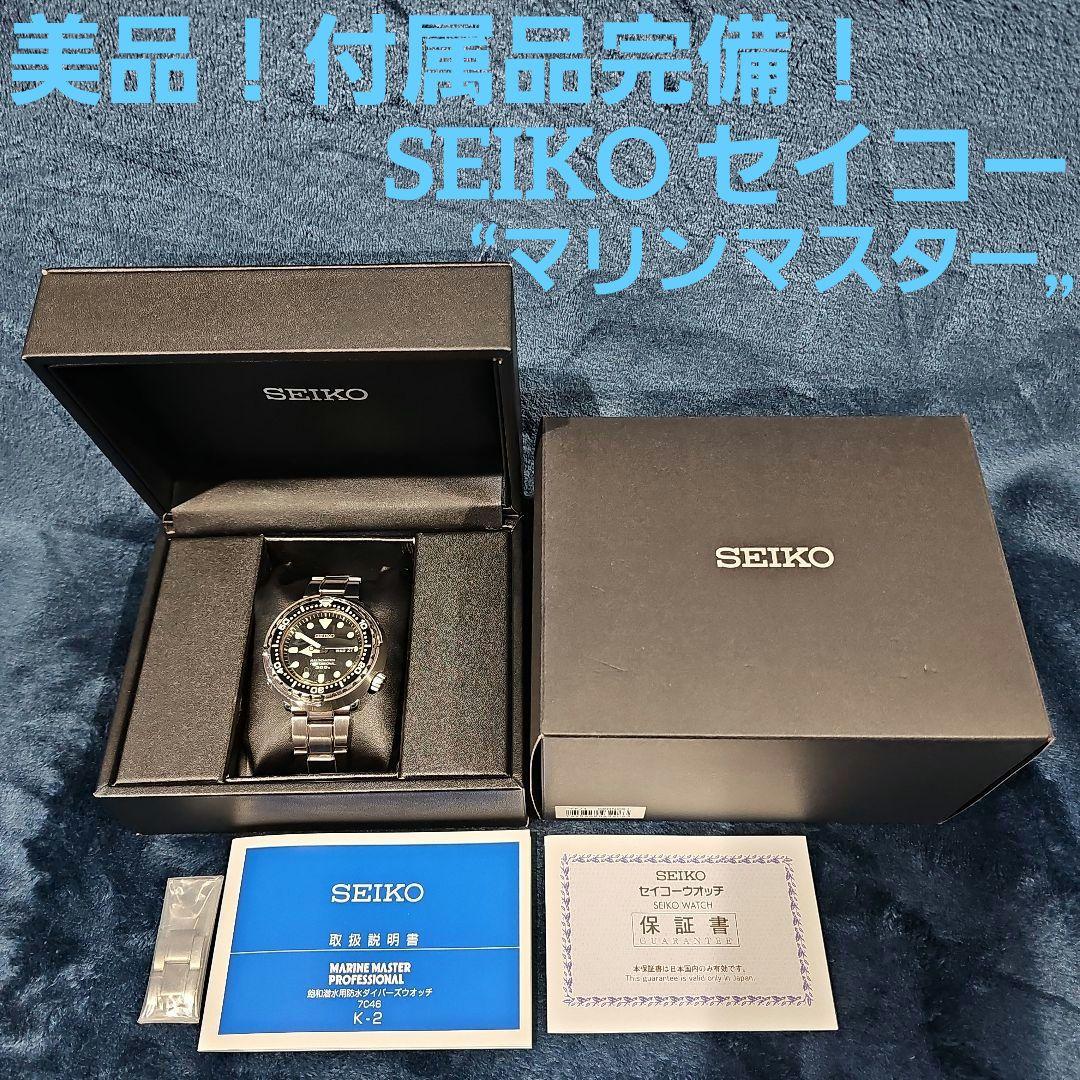 美品！付属品完備！
SEIKO セイコー
“マリンマスター”
SEIKO
SEIKO
SEIKO
300m
SEIKO
取扱説明書
MARINE MASTER
PROFESSIONAL
飽和潜水用防水ダイバーズウオッチ
7C46
K-2
SEIKO
セイコーウオッチ
SEIKO WATCH
保証書
GUARANTEE
本保証書は日本国内のみ有効です。
This guarantee is valid only in Japan.